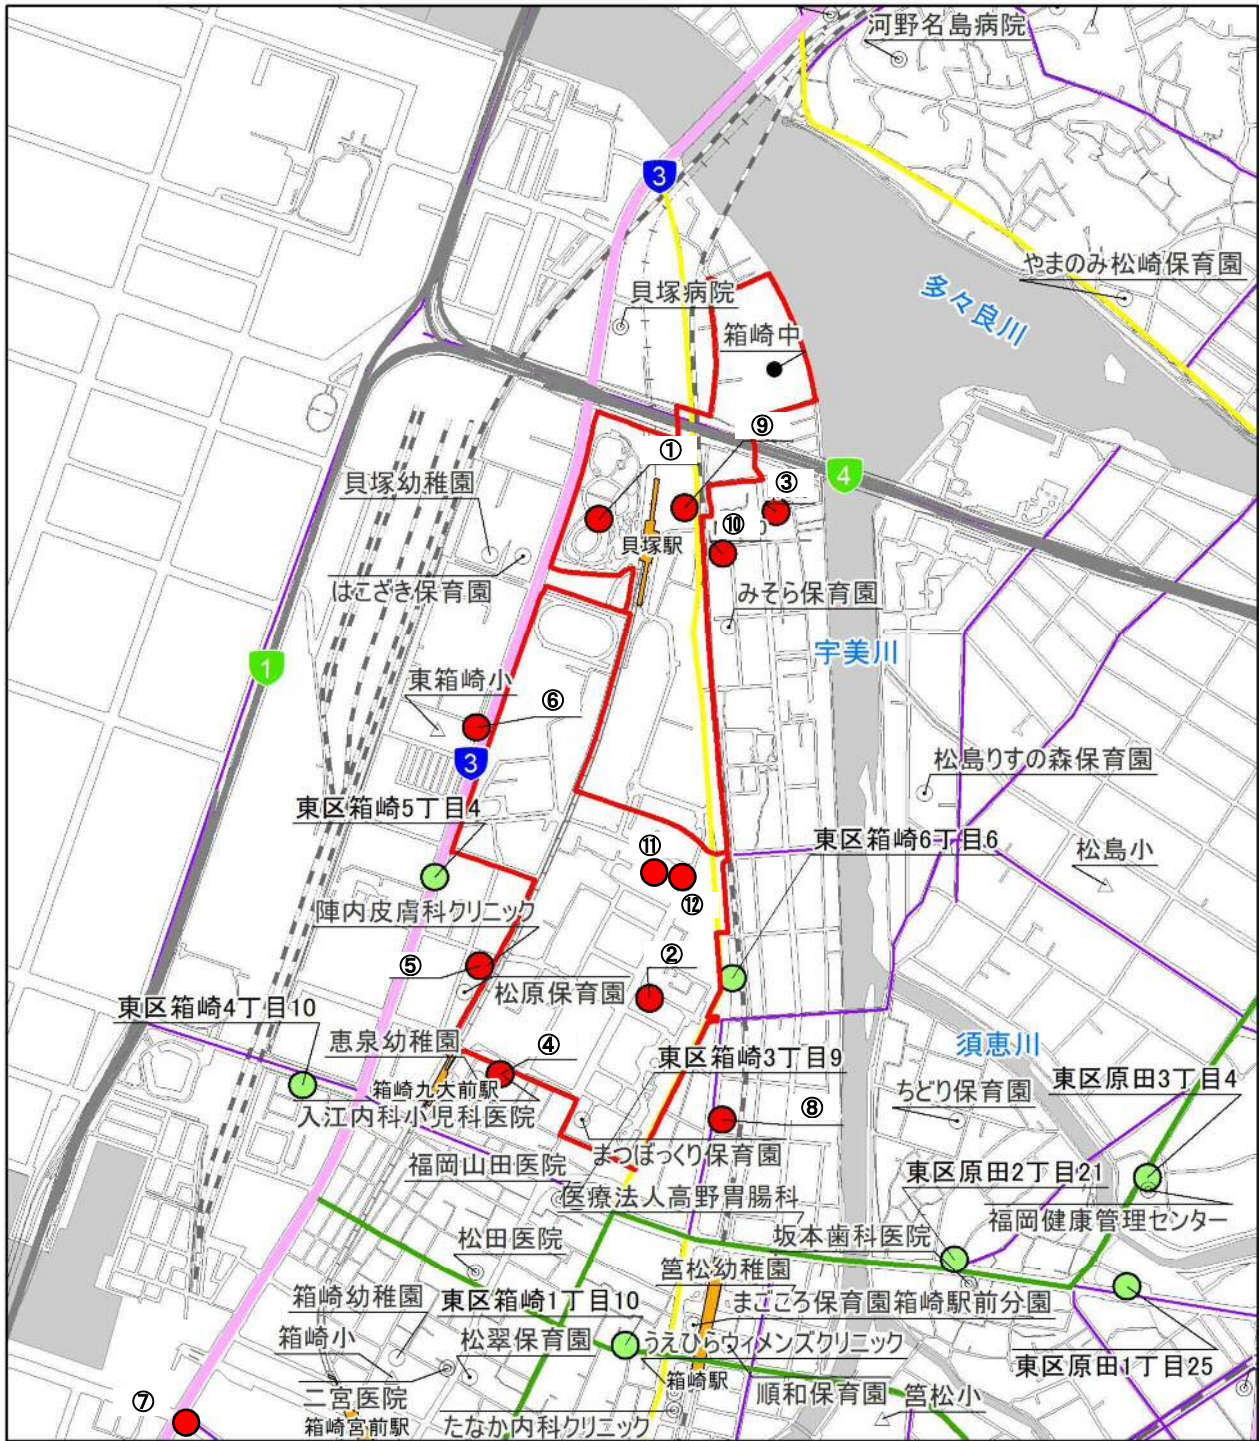 河野名島病院
3
やまのみ松崎保育園
多々良川
貝塚病院
箱崎中
⑨
①
4
③
貝塚幼稚園
⑩
貝塚駅
はこざき保育園
みそら保育園
宇美川
1
東箱崎小
⑥
3
松島りすの森保育園
東区箱崎5丁目4
東区箱崎6丁目6
松島小
⑪
⑫
陣内皮膚科クリニック
②
⑤
松原保育園
東区箱崎4丁目10
恵泉幼稚園
④
須恵川
東区箱崎3丁目9
東区原田3丁目4
箱崎九大前駅
ちどり保育園
入江内科小児科医院
⑧
まつぼっくり保育園
福岡山田医院
東区原田2丁目21
医療法人高野胃腸科
福岡健康管理センター
坂本歯科医院
松田医院
筥松幼稚園
箱崎幼稚園
東区箱崎1丁目10
まごころ保育園箱崎駅前分園
箱崎小
松翠保育園
うえひらウィメンズクリニック
東区原田1丁目25
箱崎駅
二宮医院
順和保育園
筥松小
⑦
箱崎宮前駅
たなか内科クリニック